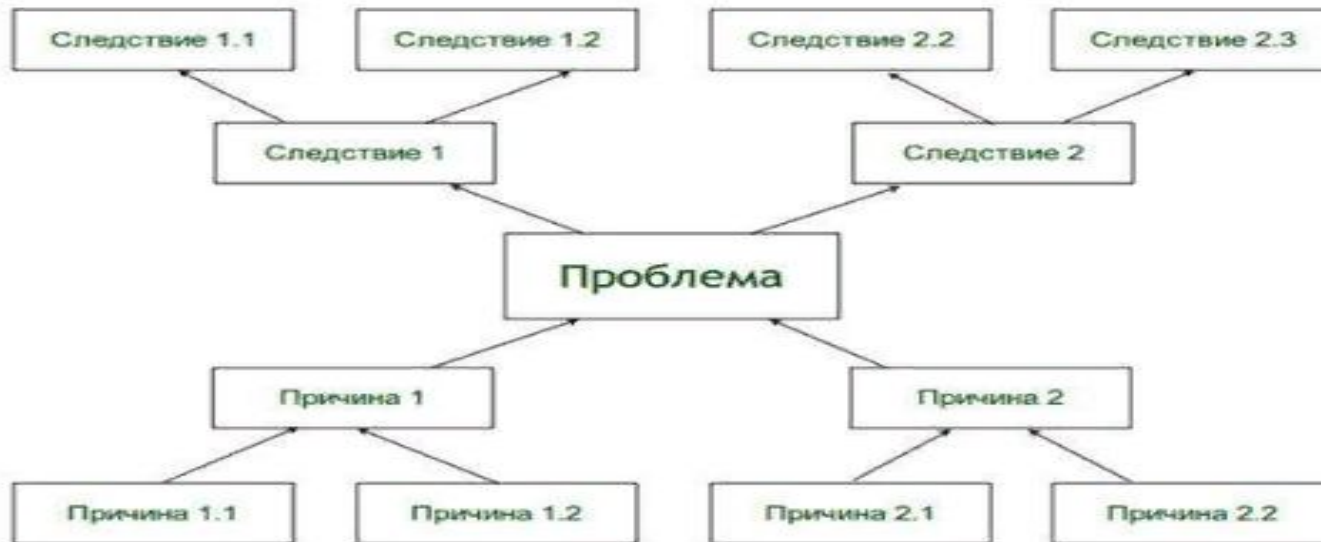 Следствие 1.1
Следствие 1.2
Следствие 2.2
Следствие 2.3
Следствие 1
Следствие 2
Проблема
Причина 1
Причина 2
Причина 1.1
Причина 1.2
Причина 2.1
Причина 2.2